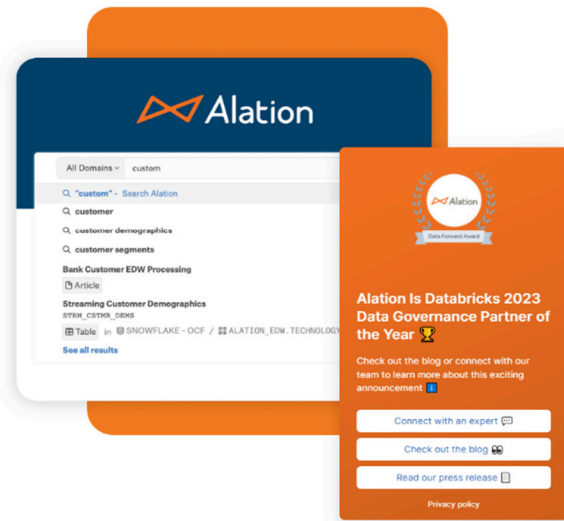 Alation
All Domains custom
"custom" - Search Alation
customer
customer demographics
customer segments
Bank Customer EDW Processing
Article
Streaming Customer Demographics
STRM_CSTMR_DEMS
Table in SNOWFLAKE - OCF / ALATION_EDW.TECHNOLOGY
See all results
Alation
Data Forward Award
Alation Is Databricks 2023
Data Governance Partner of
the Year 🏆
Check out the blog or connect with our
team to learn more about this exciting
announcement ℹ️
Connect with an expert 💬
Check out the blog 👀
Read our press release 📃
Privacy policy